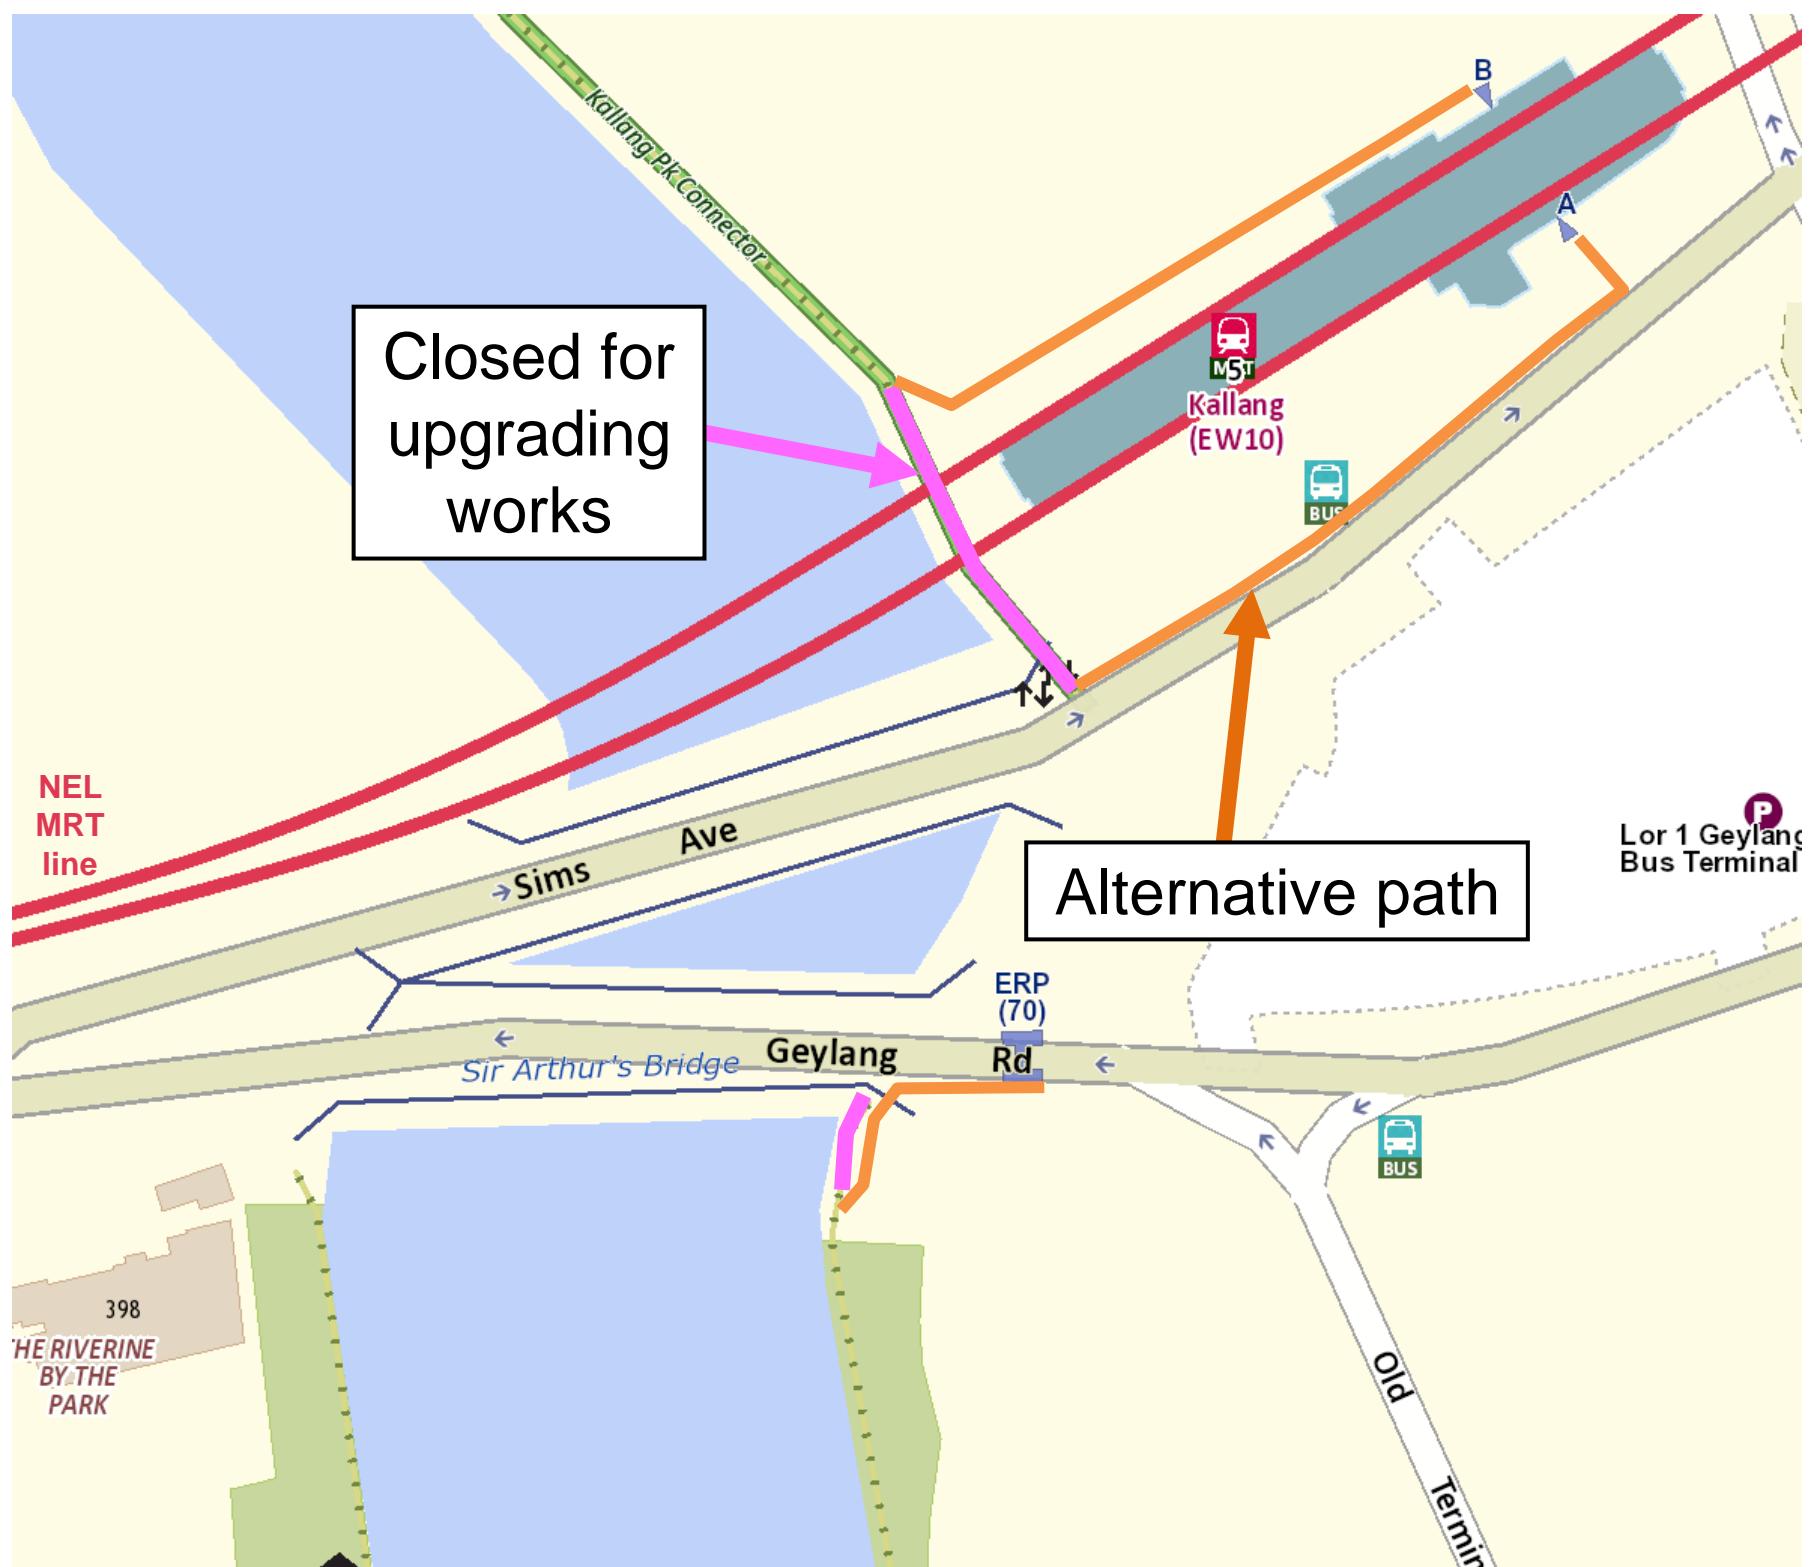 B
Kallang Pk Connector
A
Closed for
upgrading
works
5
Kallang
(EW10)
BUS
NEL
MRT
line
Sims Ave
P
Lor 1 Geylang
Bus Terminal
Alternative path
ERP
(70)
Geylang Rd
Sir Arthur's Bridge
BUS
398
HE RIVERINE
BY THE
PARK
Old
Termin